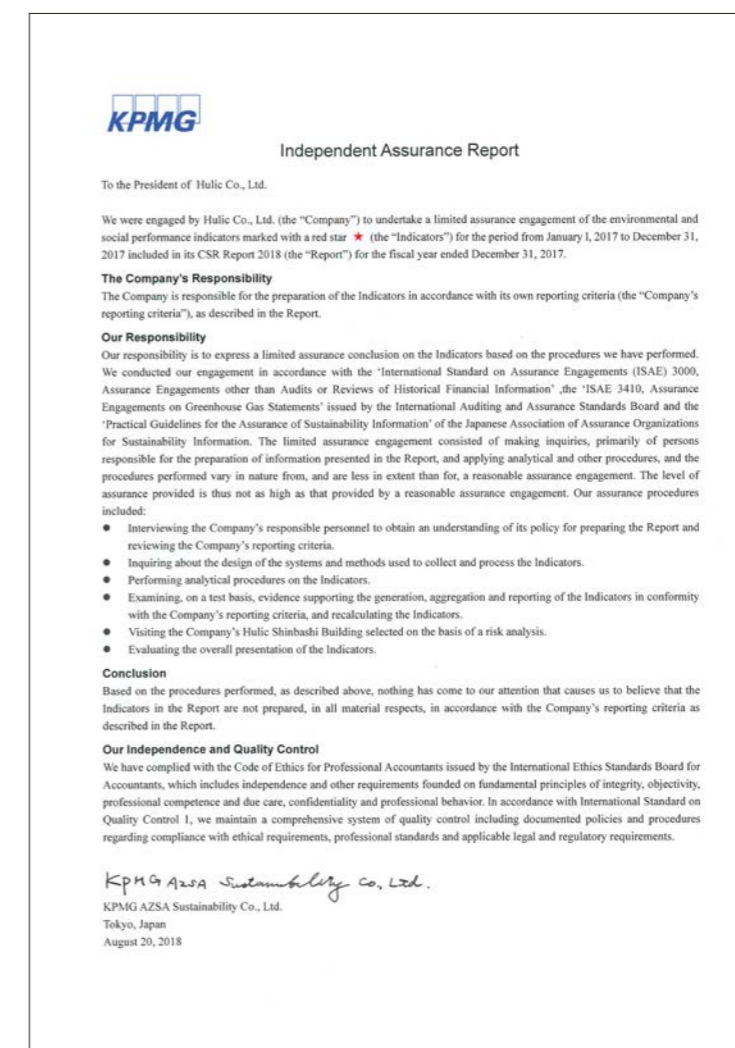 KPMG
Independent Assurance Report
To the President of Hulic Co., Ltd.
We were engaged by Hulic Co., Ltd. (the “Company”) to undertake a limited assurance engagement of the environmental and
social performance indicators marked with a red star ★ (the “Indicators”) for the period from January 1, 2017 to December 31,
2017 included in its CSR Report 2018 (the “Report”) for the fiscal year ended December 31, 2017.
The Company’s Responsibility
The Company is responsible for the preparation of the Indicators in accordance with its own reporting criteria (the “Company’s
reporting criteria”), as described in the Report.
Our Responsibility
Our responsibility is to express a limited assurance conclusion on the Indicators based on the procedures we have performed.
We conducted our engagement in accordance with the ‘International Standard on Assurance Engagements (ISAE) 3000,
Assurance Engagements other than Audits or Reviews of Historical Financial Information’ ,the ‘ISAE 3410, Assurance
Engagements on Greenhouse Gas Statements’ issued by the International Auditing and Assurance Standards Board and the
‘Practical Guidelines for the Assurance of Sustainability Information’ of the Japanese Association of Assurance Organizations
for Sustainability Information. The limited assurance engagement consisted of making inquiries, primarily of persons
responsible for the preparation of information presented in the Report, and applying analytical and other procedures, and the
procedures performed vary in nature from, and are less in extent than for, a reasonable assurance engagement. The level of
assurance provided is thus not as high as that provided by a reasonable assurance engagement. Our assurance procedures
included:
● Interviewing the Company’s responsible personnel to obtain an understanding of its policy for preparing the Report and
reviewing the Company’s reporting criteria.
● Inquiring about the design of the systems and methods used to collect and process the Indicators.
● Performing analytical procedures on the Indicators.
● Examining, on a test basis, evidence supporting the generation, aggregation and reporting of the Indicators in conformity
with the Company’s reporting criteria, and recalculating the Indicators.
● Visiting the Company’s Hulic Shinbashi Building selected on the basis of a risk analysis.
● Evaluating the overall presentation of the Indicators.
Conclusion
Based on the procedures performed, as described above, nothing has come to our attention that causes us to believe that the
Indicators in the Report are not prepared, in all material respects, in accordance with the Company’s reporting criteria as
described in the Report.
Our Independence and Quality Control
We have complied with the Code of Ethics for Professional Accountants issued by the International Ethics Standards Board for
Accountants, which includes independence and other requirements founded on fundamental principles of integrity, objectivity,
professional competence and due care, confidentiality and professional behavior. In accordance with International Standard on
Quality Control 1, we maintain a comprehensive system of quality control including documented policies and procedures
regarding compliance with ethical requirements, professional standards and applicable legal and regulatory requirements.
KPMG AZSA Sustainability Co., Ltd.
KPMG AZSA Sustainability Co., Ltd.
Tokyo, Japan
August 20, 2018